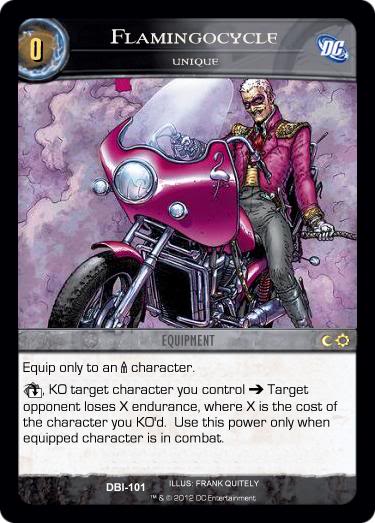 0
FLAMINGOCYCLE
UNIQUE
DC
EQUIPMENT
Equip only to an character.
, KO target character you control ➔ Target
opponent loses X endurance, where X is the cost of
the character you KO'd. Use this power only when
equipped character is in combat.
DBI-101
ILLUS: FRANK QUITELY
™ & © 2012 DC Entertainment